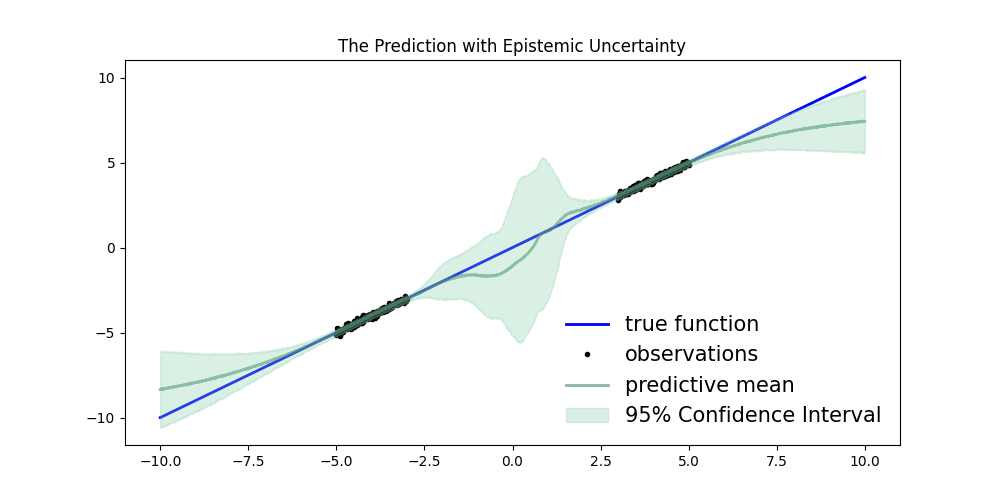 The Prediction with Epistemic Uncertainty
10
5
0
−5
−10
true function
observations
predictive mean
95% Confidence Interval
−10.0 −7.5 −5.0 −2.5 0.0 2.5 5.0 7.5 10.0